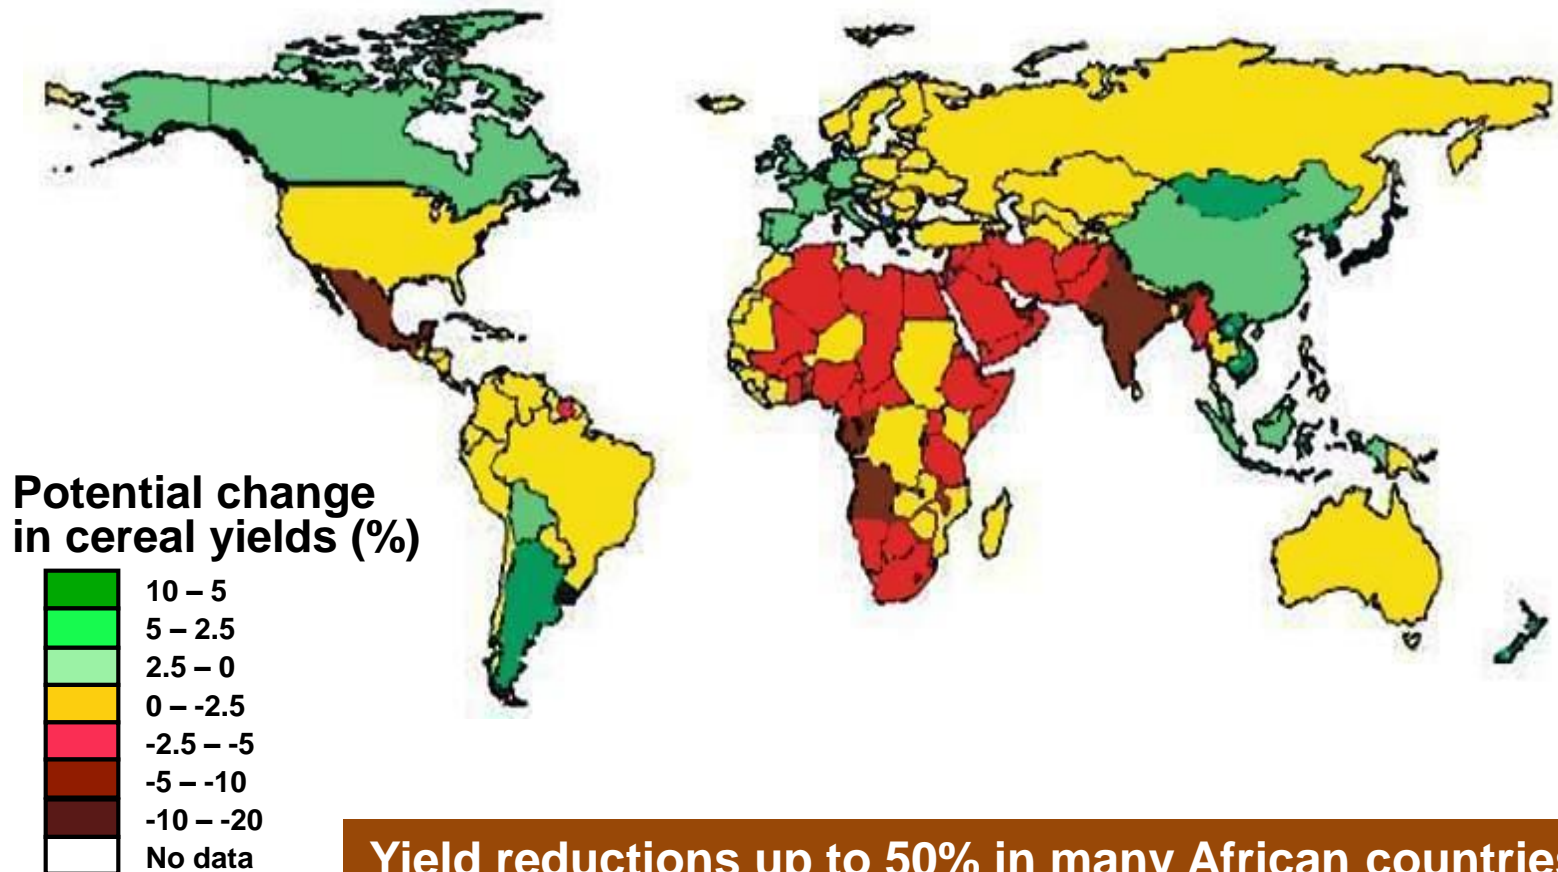 Potential change
in cereal yields (%)
10 – 5
5 – 2.5
2.5 – 0
0 – -2.5
-2.5 – -5
-5 – -10
-10 – -20
No data
Yield reductions up to 50% in many African countries